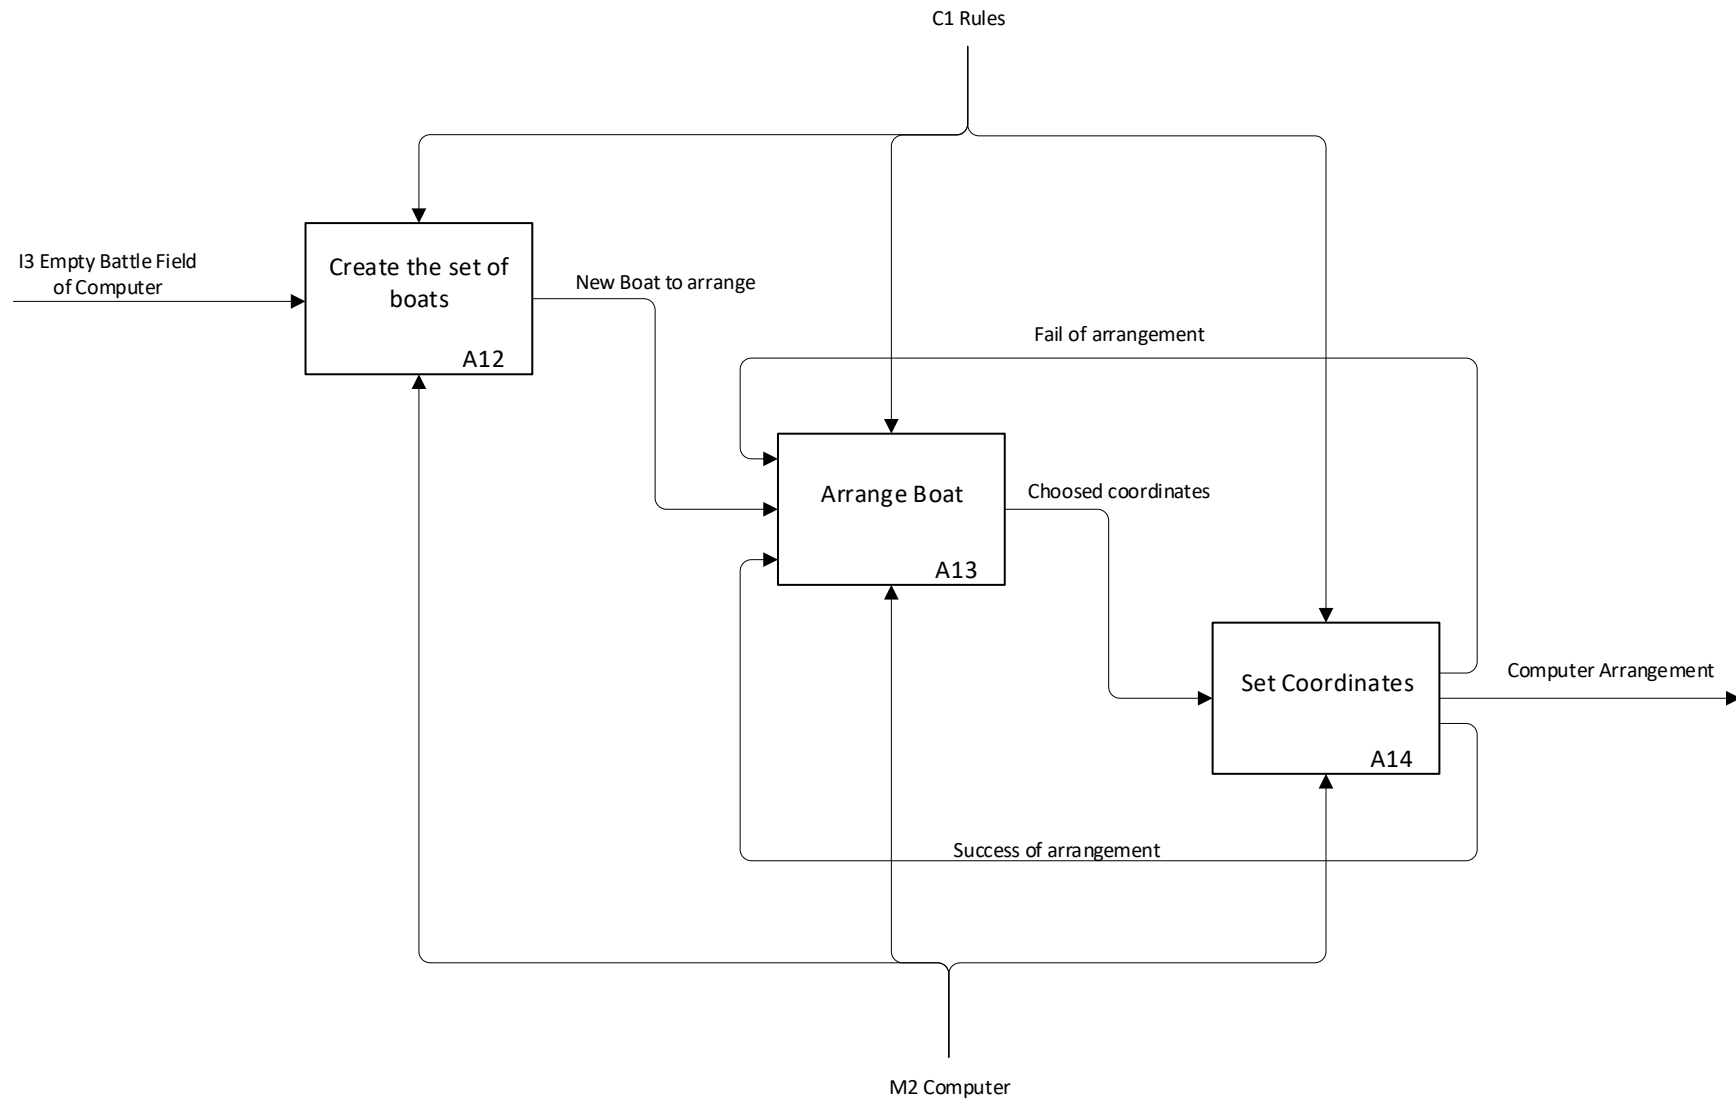 C1 Rules
I3 Empty Battle Field
of Computer
Create the set of
boats
A12
New Boat to arrange
Fail of arrangement
Arrange Boat
A13
Choosed coordinates
Set Coordinates
A14
Computer Arrangement
Success of arrangement
M2 Computer